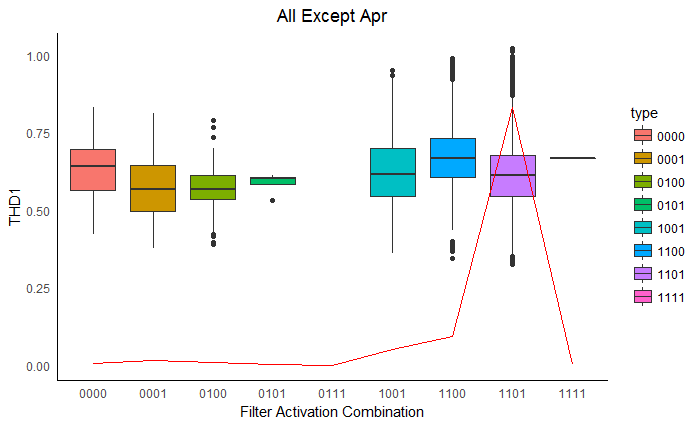 All Except Apr
THD1
1.00
0.75
0.50
0.25
0.00
0000 0001 0100 0101 0111 1001 1100 1101 1111
Filter Activation Combination
type
0000
0001
0100
0101
1001
1100
1101
1111